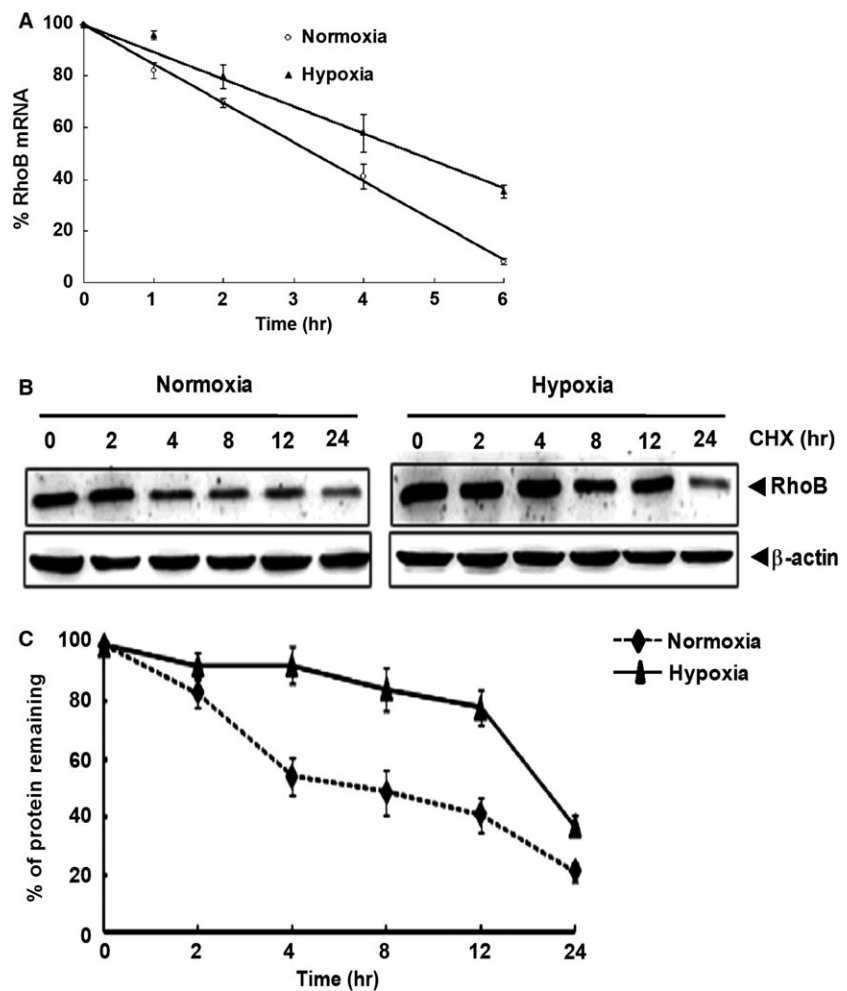 A
100
80
60
40
20
0
% RhoB mRNA
Normoxia
Hypoxia
0 1 2 3 4 5 6
Time (hr)
B
Normoxia Hypoxia
0 2 4 8 12 24 0 2 4 8 12 24 CHX (hr)
RhoB
β-actin
C
100
80
60
40
20
0
% of protein remaining
Normoxia
Hypoxia
0 2 4 8 12 24
Time (hr)